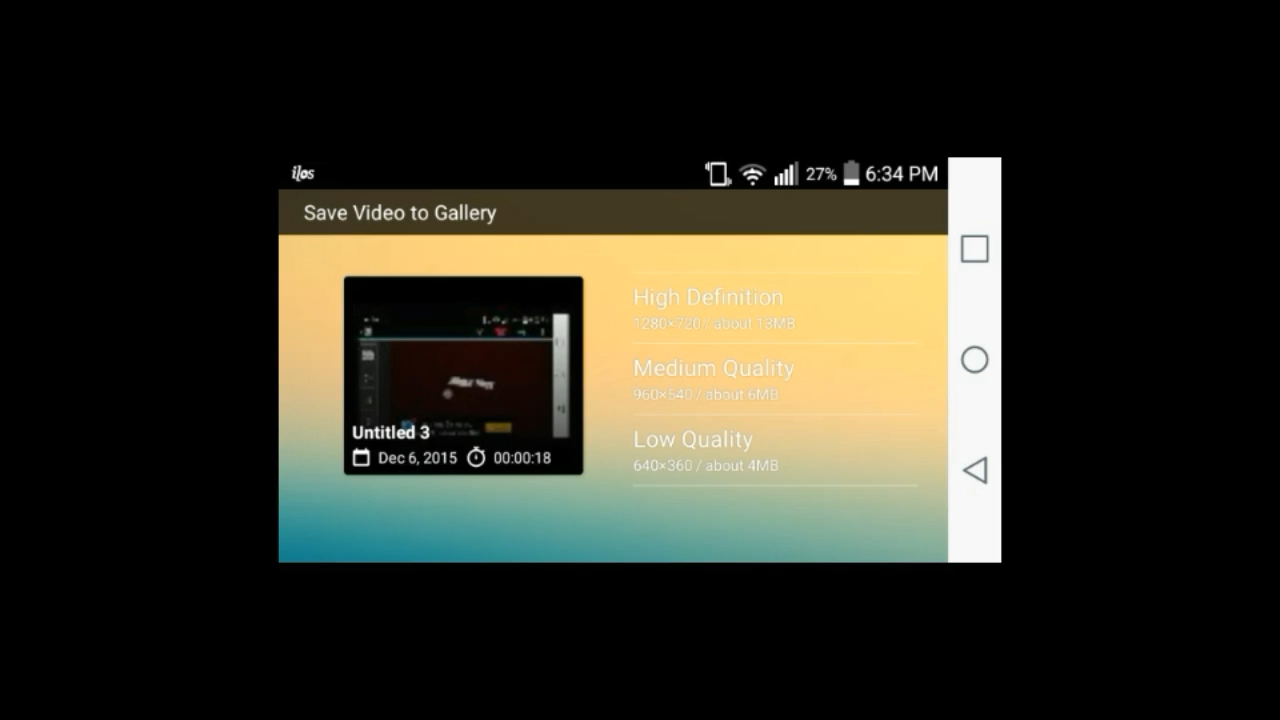 ilos
27% 6:34 PM
Save Video to Gallery
Untitled 3
Dec 6, 2015 00:00:18
High Definition
1280×720 / about 13MB
Medium Quality
960×540 / about 6MB
Low Quality
640×360 / about 4MB